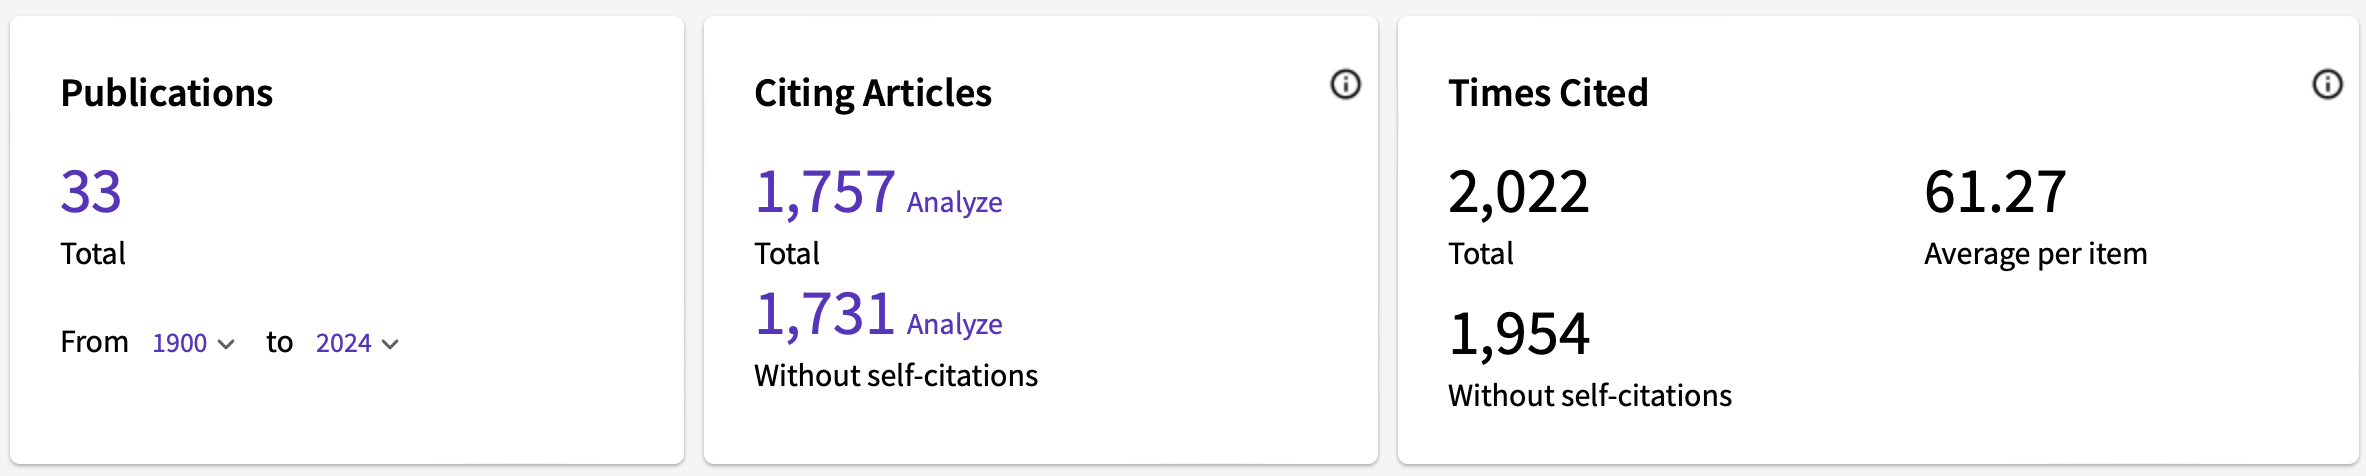 Publications
33
Total
From 1900 to 2024
Citing Articles
1,757 Analyze
Total
1,731 Analyze
Without self-citations
Times Cited
2,022
Total
61.27
Average per item
1,954
Without self-citations